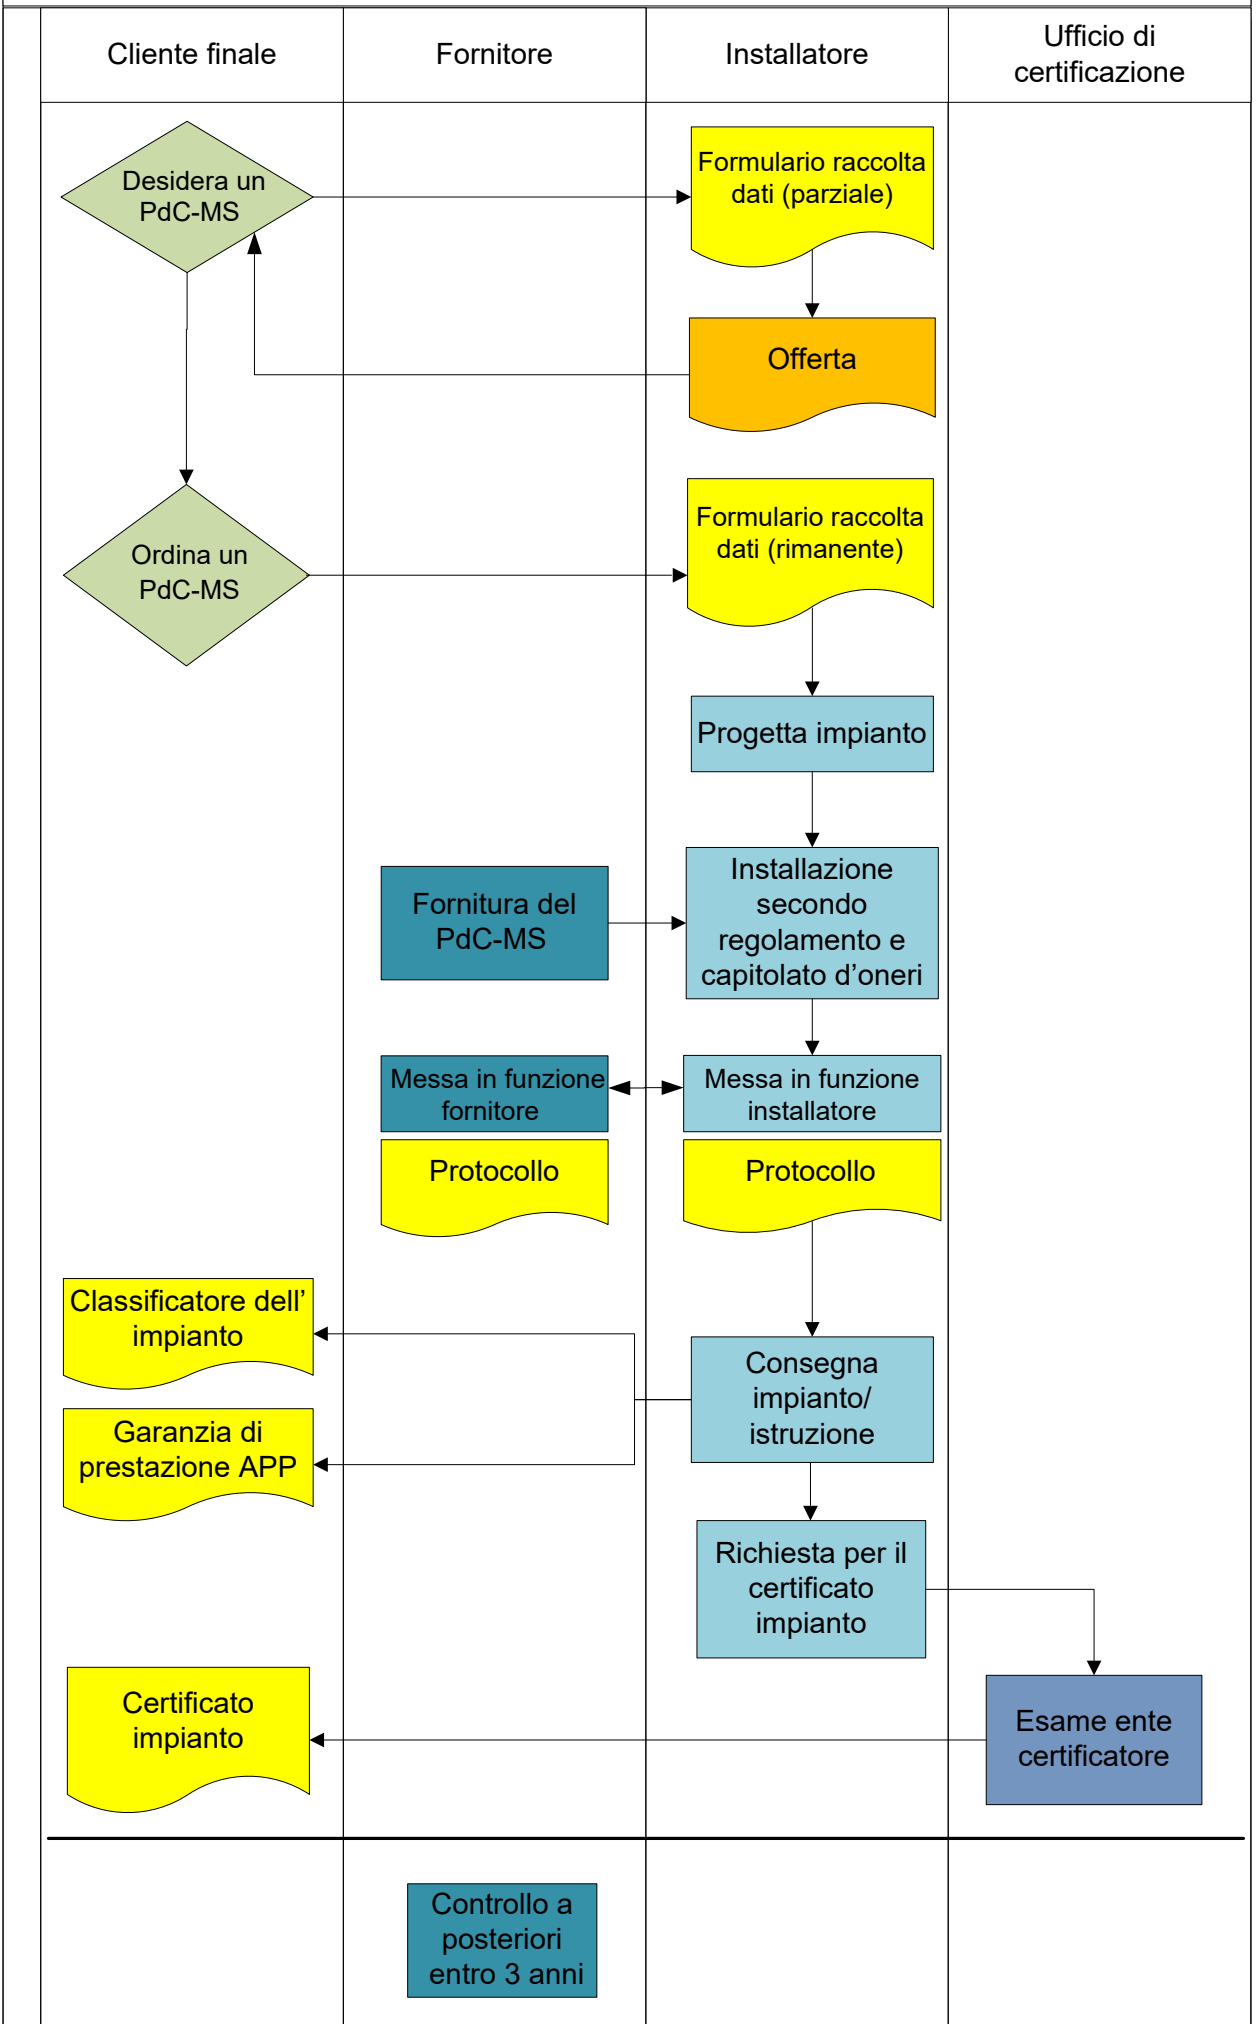 Cliente finale
Fornitore
Installatore
Ufficio di
certificazione
Desidera un
PdC-MS
Formulario raccolta
dati (parziale)
Offerta
Ordina un
PdC-MS
Formulario raccolta
dati (rimanente)
Progetta impianto
Fornitura del
PdC-MS
Installazione
secondo
regolamento e
capitolato d’oneri
Messa in funzione
fornitore
Messa in funzione
installatore
Protocollo
Protocollo
Classificatore dell’
impianto
Garanzia di
prestazione APP
Consegna
impianto/
istruzione
Richiesta per il
certificato
impianto
Certificato
impianto
Esame ente
certificatore
Controllo a
posteriori
entro 3 anni